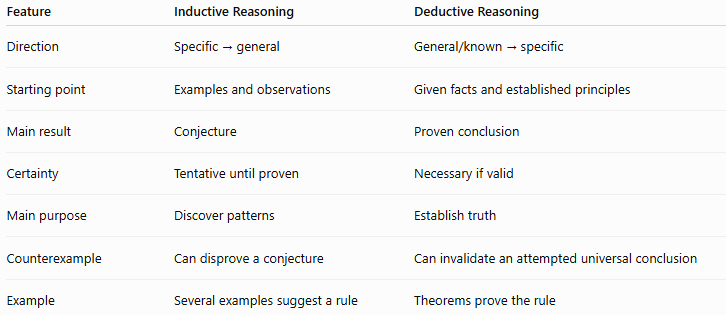 Feature Inductive Reasoning Deductive Reasoning
Direction Specific → general General/known → specific
Starting point Examples and observations Given facts and established principles
Main result Conjecture Proven conclusion
Certainty Tentative until proven Necessary if valid
Main purpose Discover patterns Establish truth
Counterexample Can disprove a conjecture Can invalidate an attempted universal conclusion
Example Several examples suggest a rule Theorems prove the rule